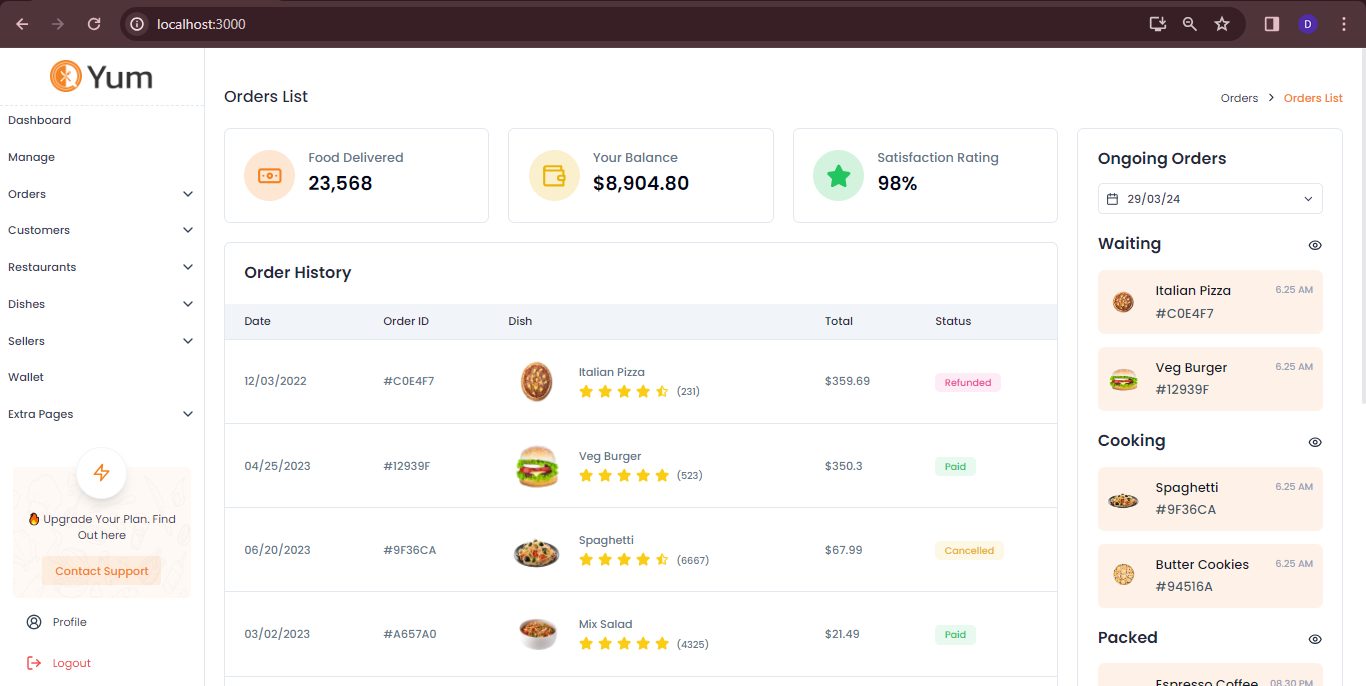 localhost:3000
D
Yum
Dashboard
Manage
Orders
Customers
Restaurants
Dishes
Sellers
Wallet
Extra Pages
🔥 Upgrade Your Plan. Find
Out here
Contact Support
Profile
Logout
Orders List
Orders > Orders List
Food Delivered
23,568
Your Balance
$8,904.80
Satisfaction Rating
98%
Order History
Date Order ID Dish Total Status
12/03/2022 #C0E4F7 Italian Pizza (231) $359.69 Refunded
04/25/2023 #12939F Veg Burger (523) $350.3 Paid
06/20/2023 #9F36CA Spaghetti (6667) $67.99 Cancelled
03/02/2023 #A657A0 Mix Salad (4325) $21.49 Paid
Ongoing Orders
29/03/24
Waiting
Italian Pizza 6.25 AM
#C0E4F7
Veg Burger 6.25 AM
#12939F
Cooking
Spaghetti 6.25 AM
#9F36CA
Butter Cookies 6.25 AM
#94516A
Packed
Espresso Coffee 08.30 PM